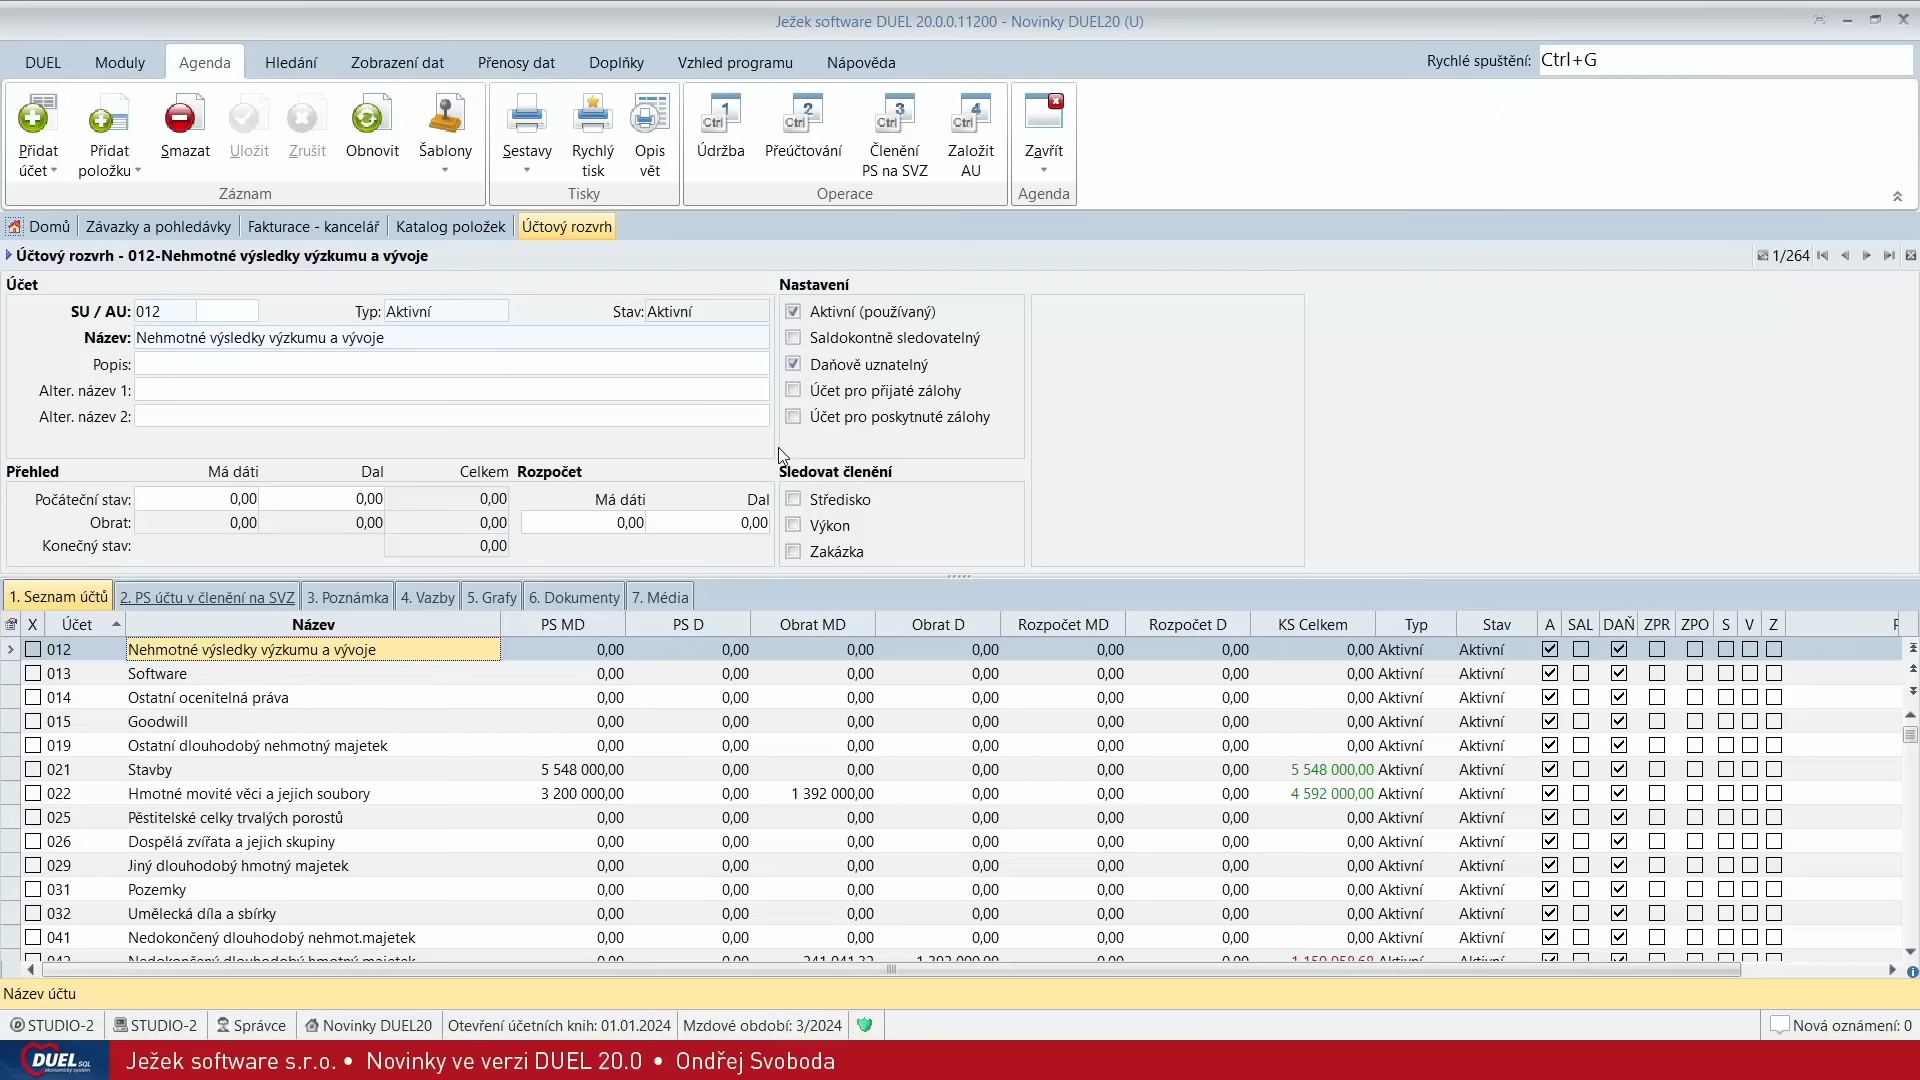 Ježek software DUEL 20.0.0.11200 - Novinky DUEL20 (U)
DUEL Moduly Agenda Hledání Zobrazení dat Přenosy dat Doplňky Vzhled programu Nápověda Rychlé spuštění: Ctrl+G
Přidat účet Přidat položku Smazat Uložit Zrušit Obnovit Šablony Sestavy Rychlý tisk Opis vět 1 Ctrl Údržba 2 Ctrl Přeúčtování 3 Ctrl Členění PS na SVZ 4 Ctrl Založit AU Zavřít
Záznam Tisky Operace Agenda
Domů Závazky a pohledávky Fakturace - kancelář Katalog položek Účtový rozvrh
Účtový rozvrh - 012-Nehmotné výsledky výzkumu a vývoje 1/264
Účet Nastavení
SU / AU: 012 Typ: Aktivní Stav: Aktivní Aktivní (používaný)
Název: Nehmotné výsledky výzkumu a vývoje Saldokontně sledovatelný
Popis: Daňově uznatelný
Alter. název 1: Účet pro přijaté zálohy
Alter. název 2: Účet pro poskytnuté zálohy
Přehled Má dáti Dal Celkem Rozpočet Sledovat členění
Počáteční stav: 0,00 0,00 0,00 Má dáti Dal Středisko
Obrat: 0,00 0,00 0,00 0,00 0,00 Výkon
Konečný stav: 0,00 Zakázka
1. Seznam účtů 2. PS účtu v členění na SVZ 3. Poznámka 4. Vazby 5. Grafy 6. Dokumenty 7. Média
X Účet Název PS MD PS D Obrat MD Obrat D Rozpočet MD Rozpočet D KS Celkem Typ Stav A SAL DAŇ ZPR ZPO S V Z
012 Nehmotné výsledky výzkumu a vývoje 0,00 0,00 0,00 0,00 0,00 0,00 0,00 Aktivní Aktivní
013 Software 0,00 0,00 0,00 0,00 0,00 0,00 0,00 Aktivní Aktivní
014 Ostatní ocenitelná práva 0,00 0,00 0,00 0,00 0,00 0,00 0,00 Aktivní Aktivní
015 Goodwill 0,00 0,00 0,00 0,00 0,00 0,00 0,00 Aktivní Aktivní
019 Ostatní dlouhodobý nehmotný majetek 0,00 0,00 0,00 0,00 0,00 0,00 0,00 Aktivní Aktivní
021 Stavby 5 548 000,00 0,00 0,00 0,00 0,00 0,00 5 548 000,00 Aktivní Aktivní
022 Hmotné movité věci a jejich soubory 3 200 000,00 0,00 1 392 000,00 0,00 0,00 0,00 4 592 000,00 Aktivní Aktivní
025 Pěstitelské celky trvalých porostů 0,00 0,00 0,00 0,00 0,00 0,00 0,00 Aktivní Aktivní
026 Dospělá zvířata a jejich skupiny 0,00 0,00 0,00 0,00 0,00 0,00 0,00 Aktivní Aktivní
029 Jiný dlouhodobý hmotný majetek 0,00 0,00 0,00 0,00 0,00 0,00 0,00 Aktivní Aktivní
031 Pozemky 0,00 0,00 0,00 0,00 0,00 0,00 0,00 Aktivní Aktivní
032 Umělecká díla a sbírky 0,00 0,00 0,00 0,00 0,00 0,00 0,00 Aktivní Aktivní
041 Nedokončený dlouhodobý nehmot.majetek 0,00 0,00 0,00 0,00 0,00 0,00 0,00 Aktivní Aktivní
Název účtu
STUDIO-2 STUDIO-2 Správce Novinky DUEL20 Otevření účetních knih: 01.01.2024 Mzdové období: 3/2024 Nová oznámení: 0
DUEL SQL Ježek software s.r.o. • Novinky ve verzi DUEL 20.0 • Ondřej Svoboda